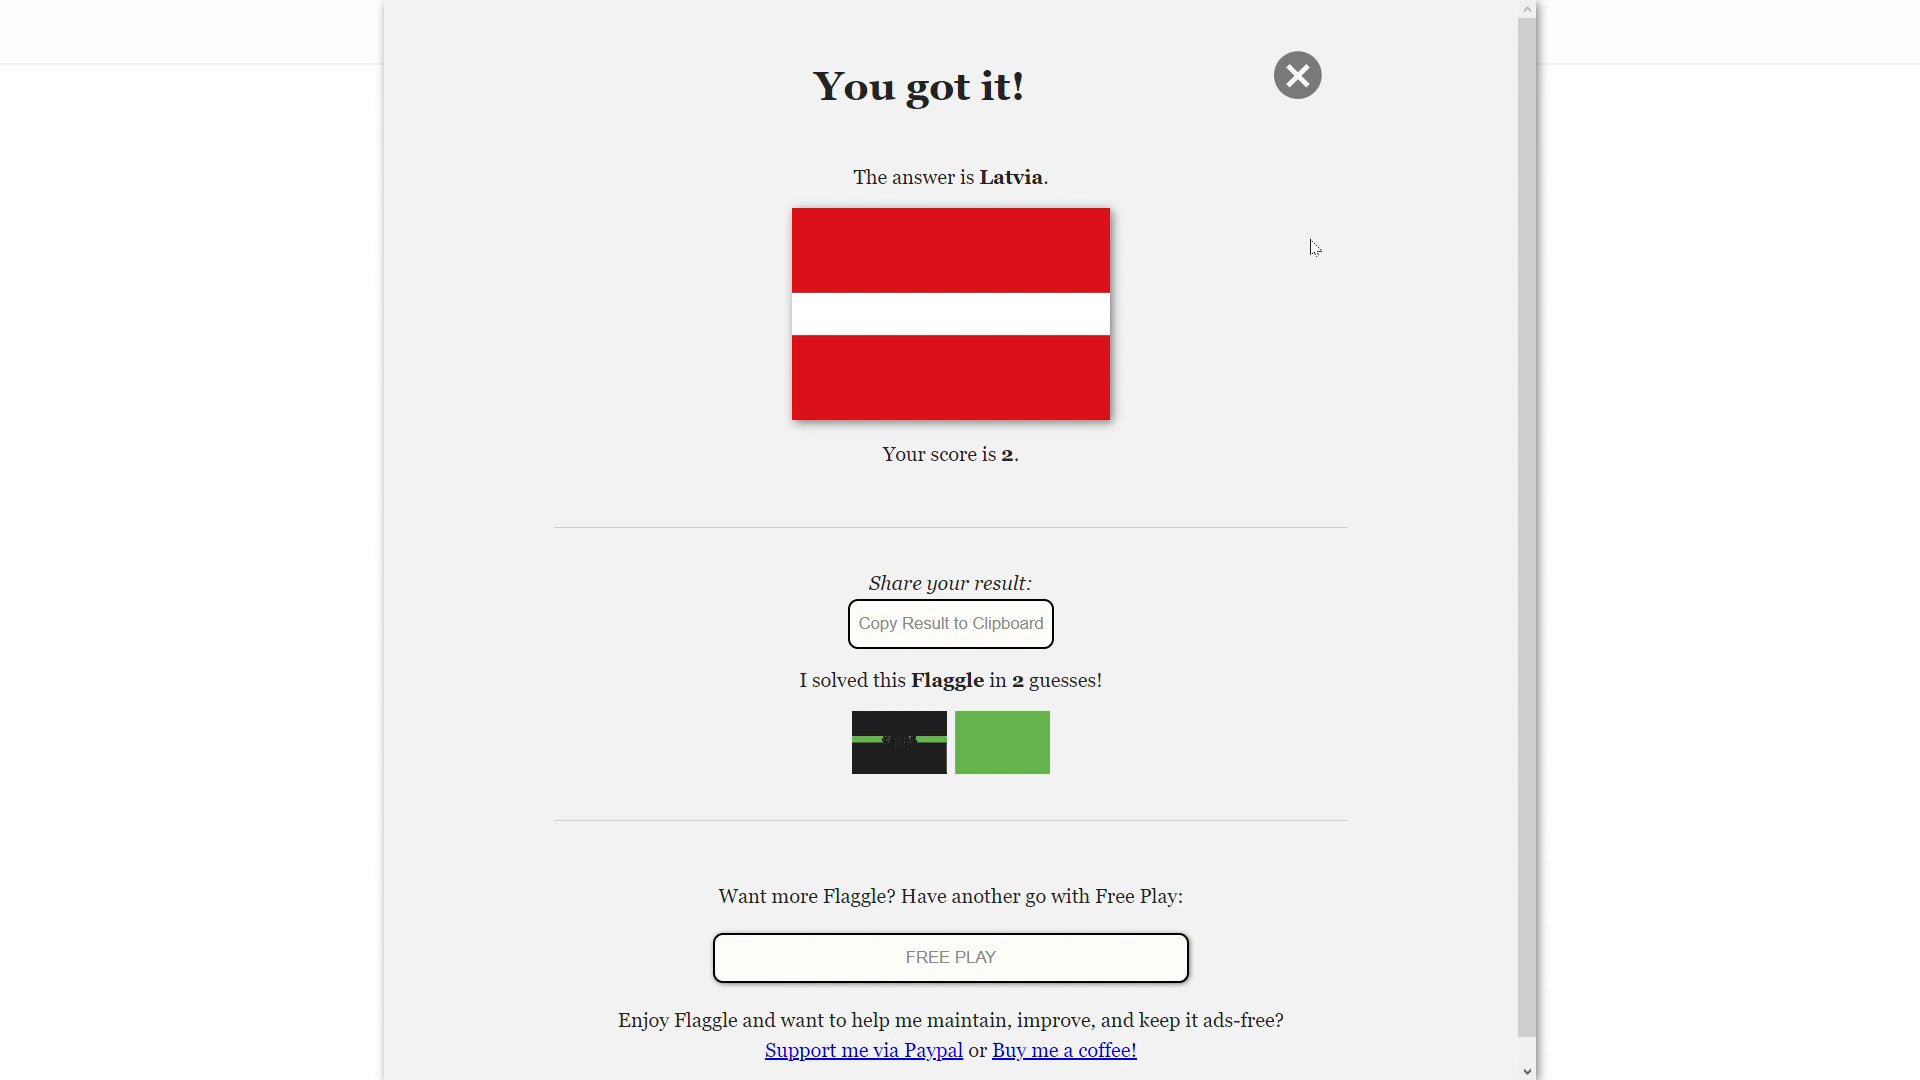 You got it!
The answer is Latvia.
Your score is 2.
Share your result:
Copy Result to Clipboard
I solved this Flaggle in 2 guesses!
Want more Flaggle? Have another go with Free Play:
FREE PLAY
Enjoy Flaggle and want to help me maintain, improve, and keep it ads-free?
Support me via Paypal or Buy me a coffee!